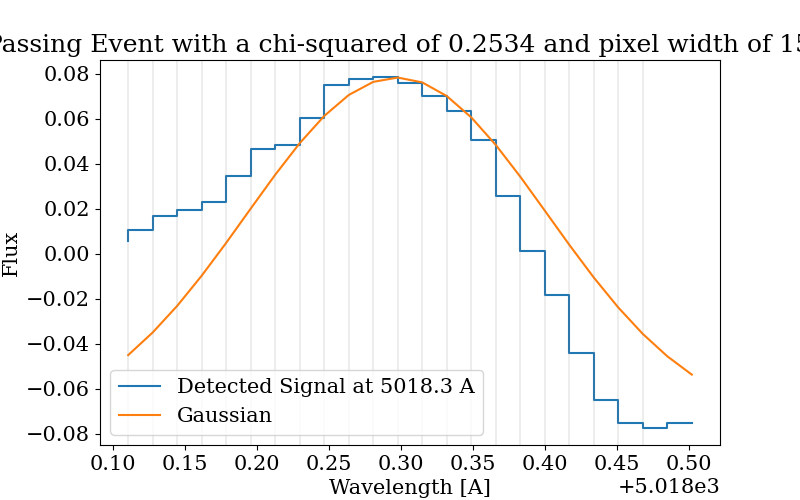 Passing Event with a chi-squared of 0.2534 and pixel width of 15
0.08
0.06
0.04
0.02
0.00
−0.02
−0.04
−0.06
−0.08
Flux
Detected Signal at 5018.3 A
Gaussian
0.10 0.15 0.20 0.25 0.30 0.35 0.40 0.45 0.50
Wavelength [A]
+5.018e3